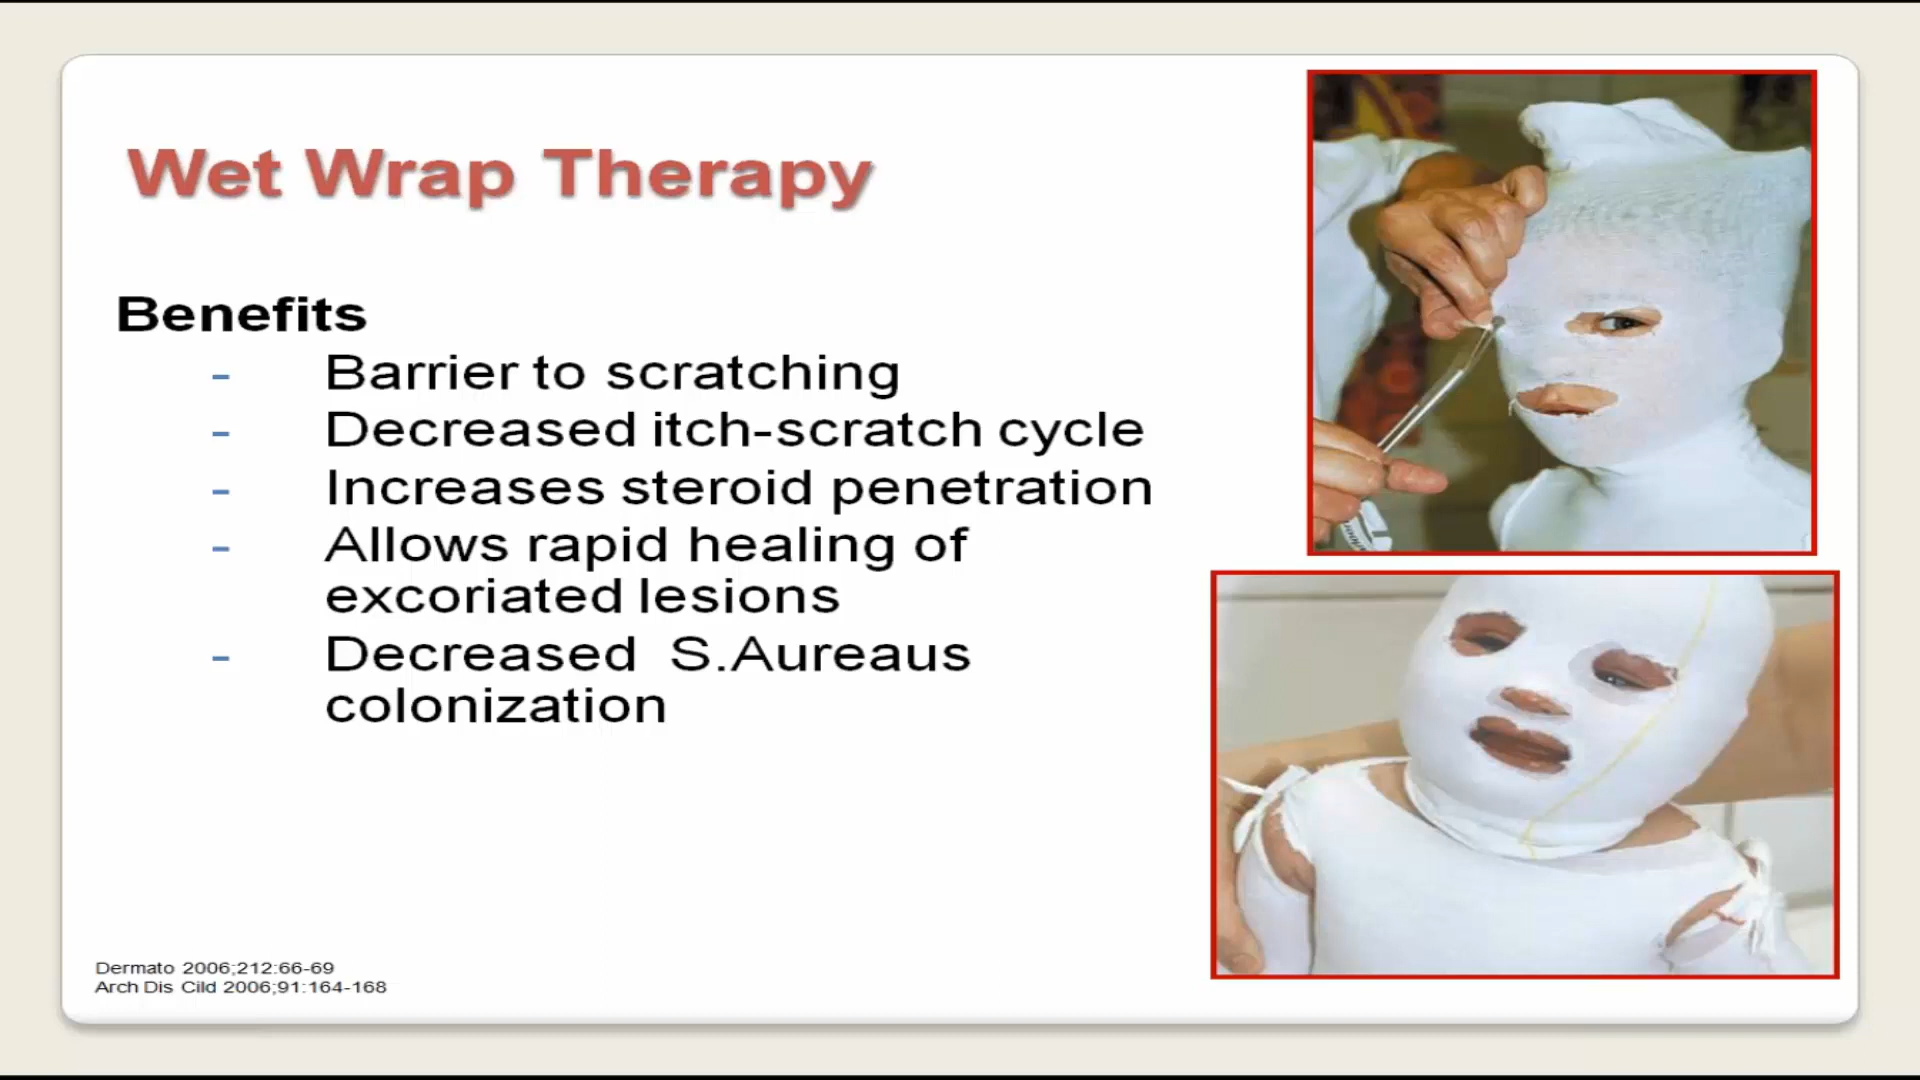 Wet Wrap Therapy
Benefits
- Barrier to scratching
- Decreased itch-scratch cycle
- Increases steroid penetration
- Allows rapid healing of
excoriated lesions
- Decreased S.Aureaus
colonization
Dermato 2006;212:66-69
Arch Dis Cild 2006;91:164-168